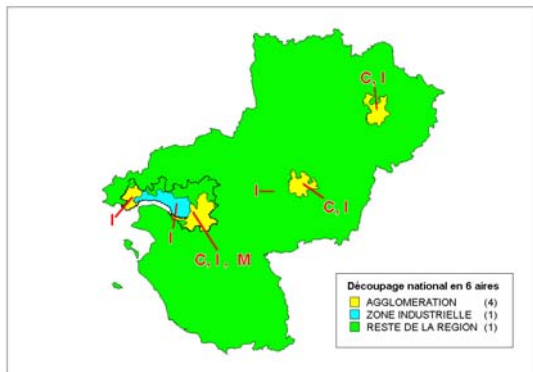 C, I
I
C, I
I
I
C, I , M
Découpage national en 6 aires
AGGLOMERATION (4)
ZONE INDUSTRIELLE (1)
RESTE DE LA REGION (1)